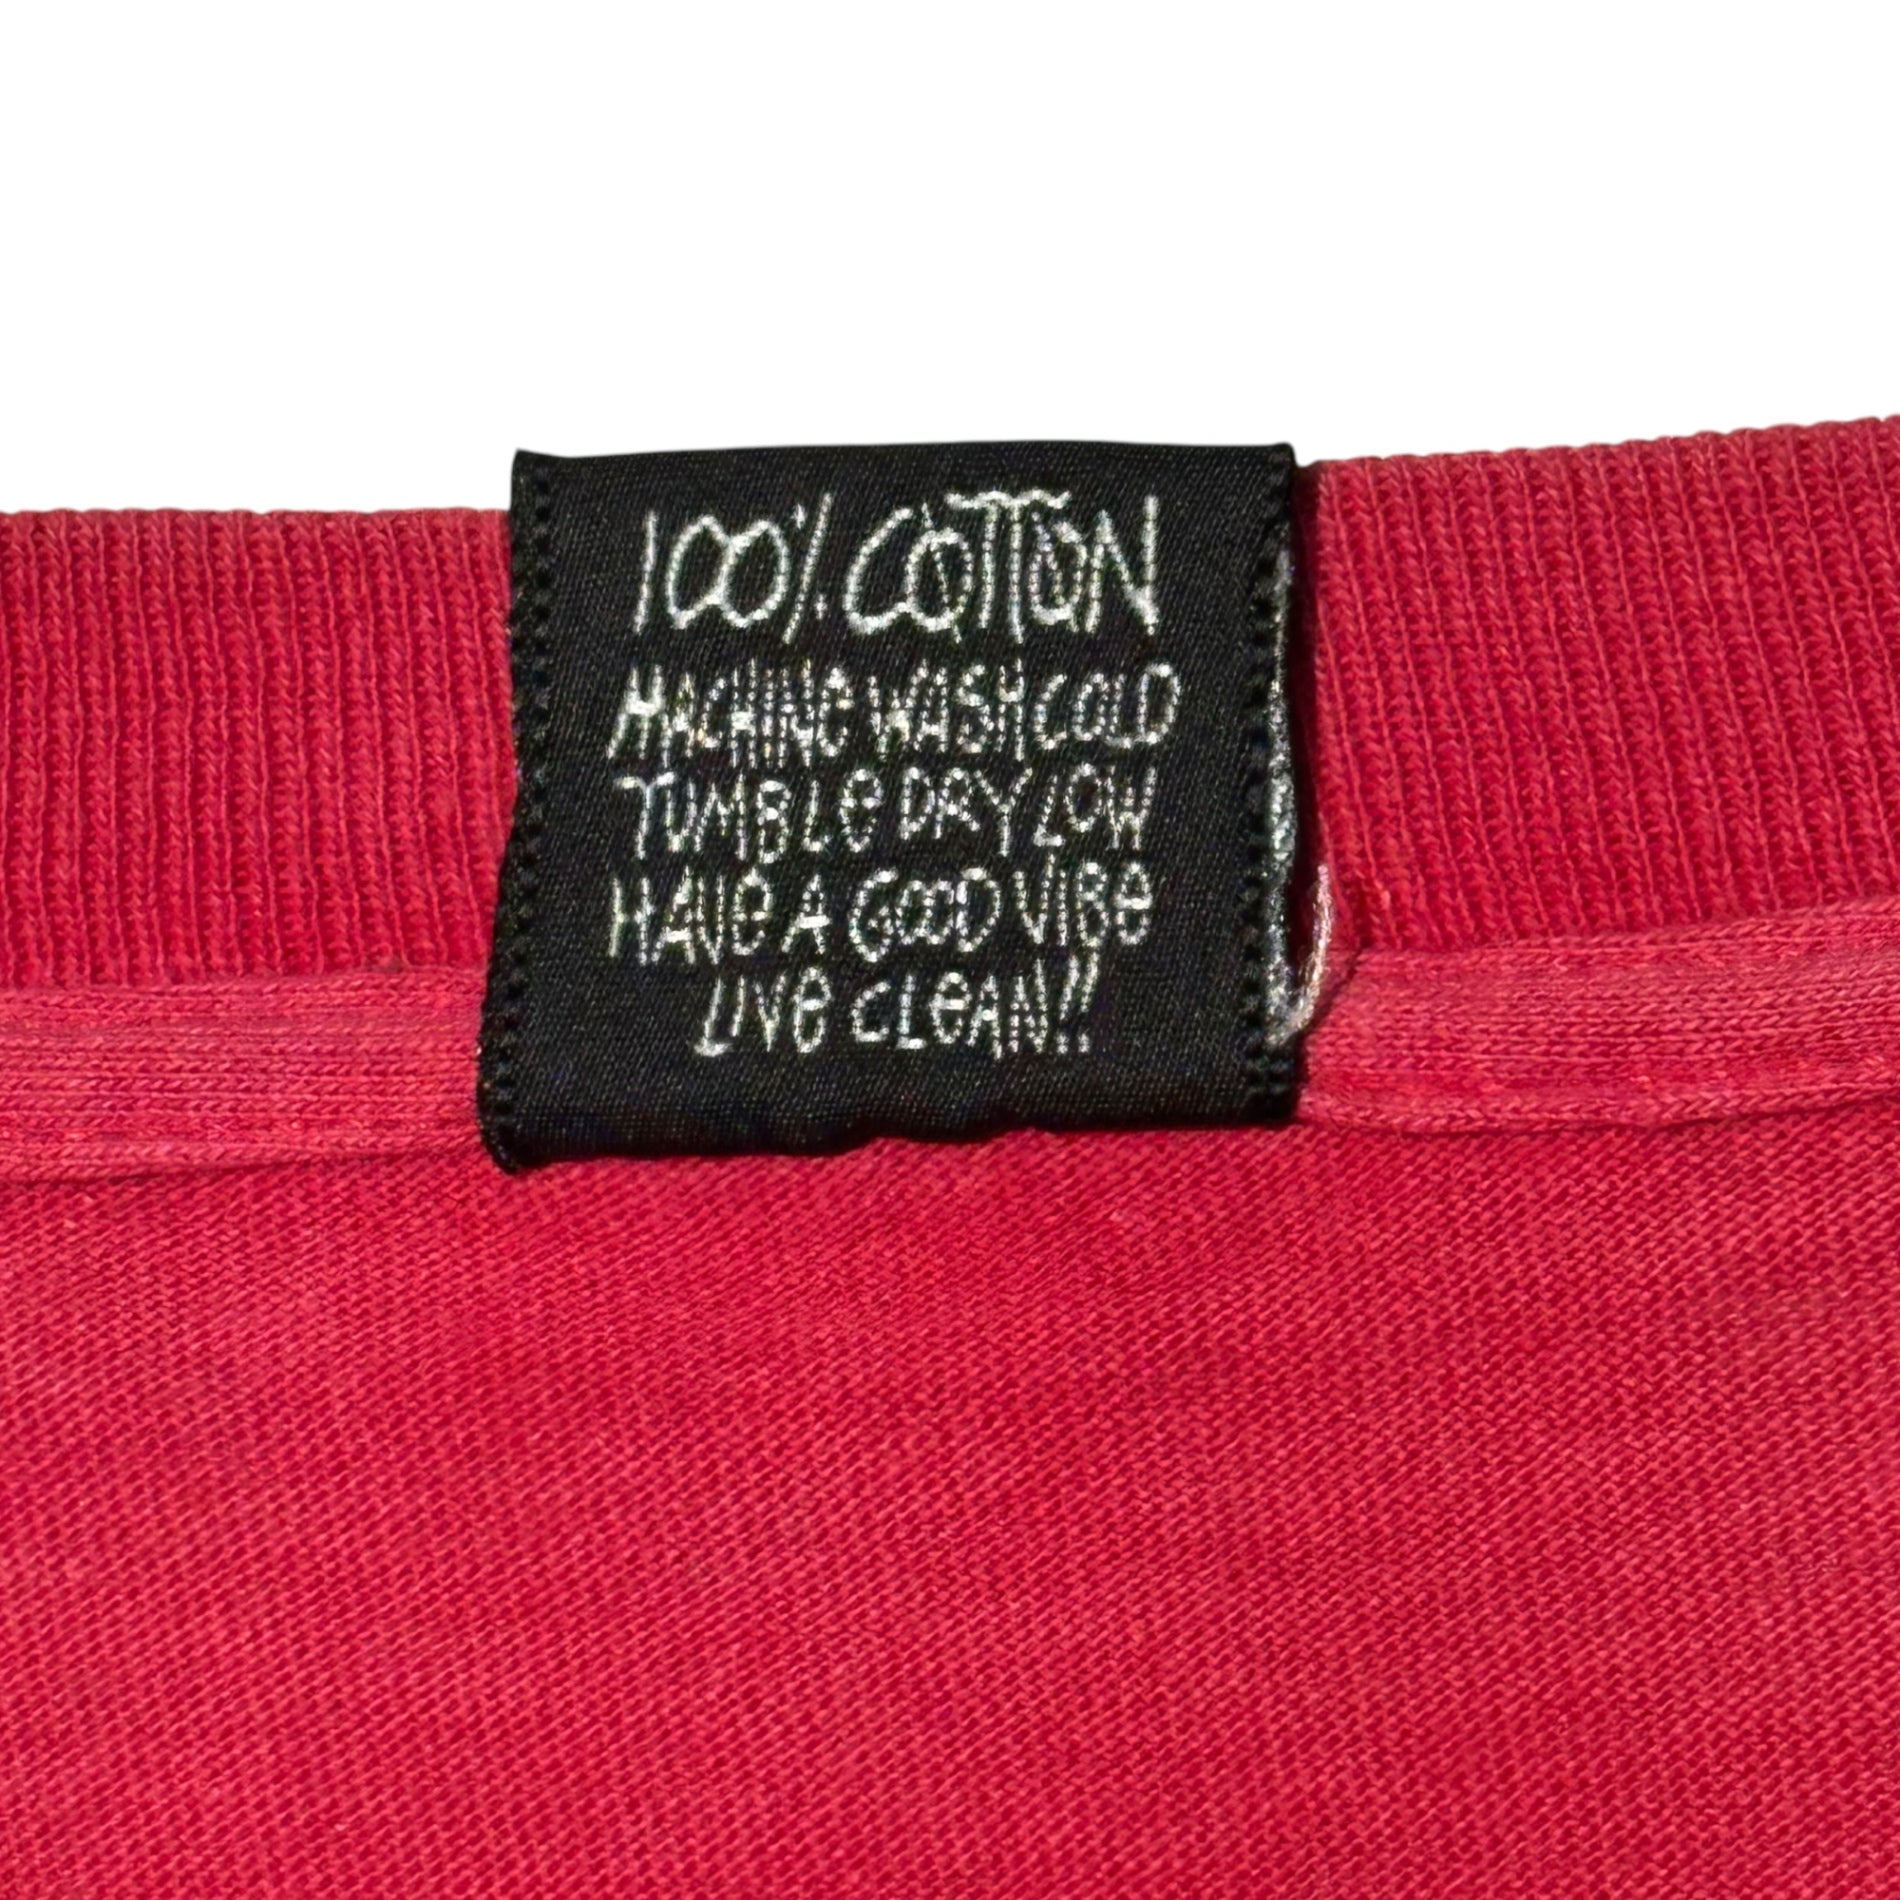 100% COTTON
MACHINE WASH COLD
TUMBLe DRY LOW
HAVe A GOOD VIBe
LIVe CLeAN!!